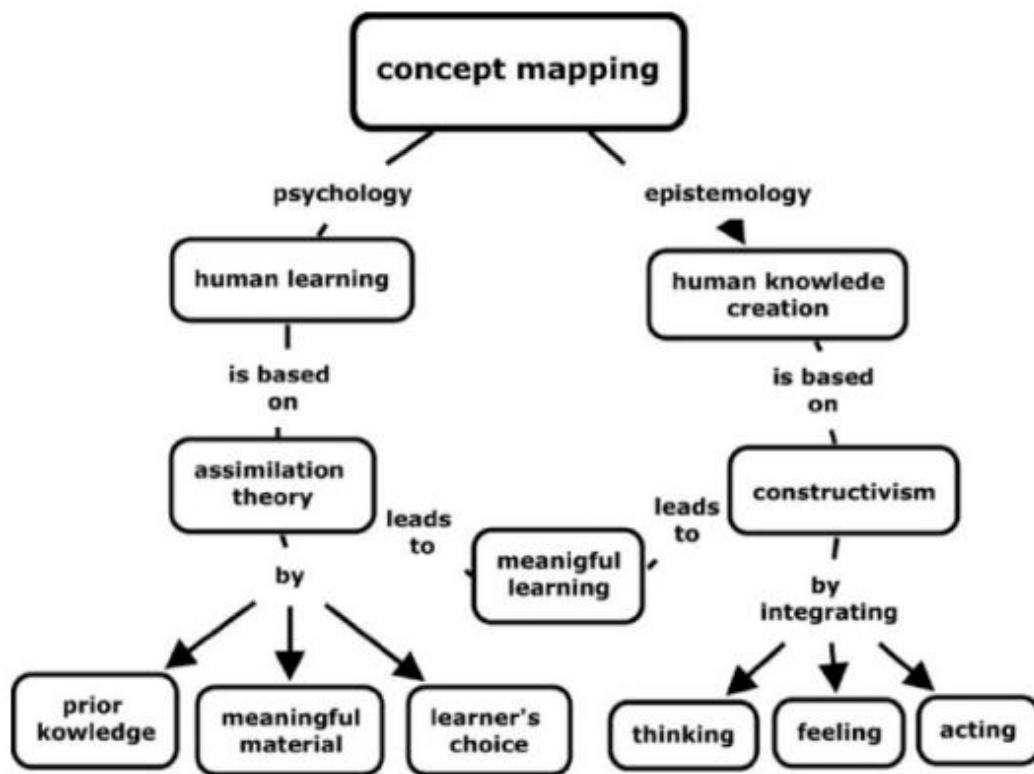 concept mapping
psychology
epistemology
human learning
human knowlede
creation
is based
on
is based
on
assimilation
theory
constructivism
leads
to
leads
to
meanigful
learning
by
by
integrating
prior
kowledge
meaningful
material
learner's
choice
thinking
feeling
acting